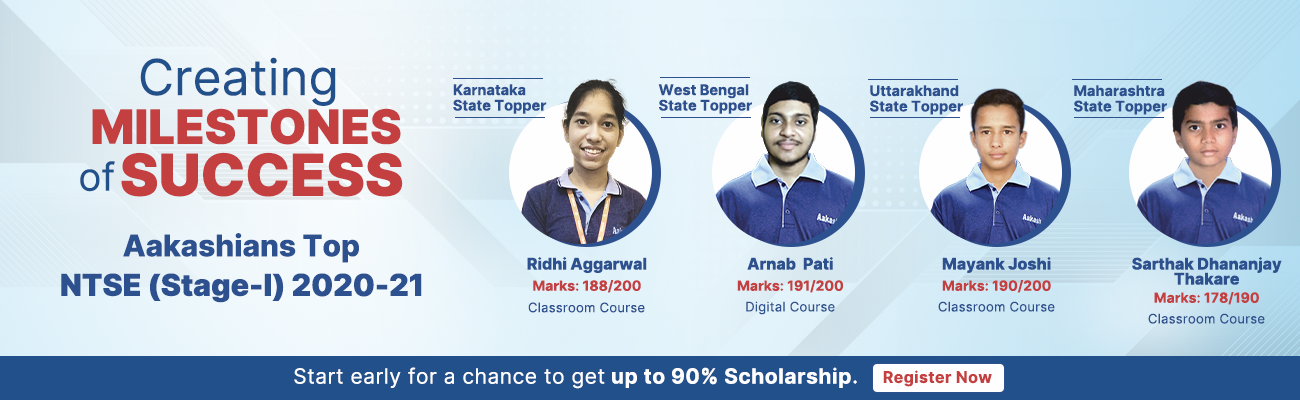 Creating
MILESTONES
of SUCCESS
Aakashians Top
NTSE (Stage-I) 2020-21
Karnataka
State Topper
Ridhi Aggarwal
Marks: 188/200
Classroom Course
West Bengal
State Topper
Aakas
Arnab Pati
Marks: 191/200
Digital Course
Uttarakhand
State Topper
Aakash
Mayank Joshi
Marks: 190/200
Classroom Course
Maharashtra
State Topper
Aakash
Sarthak Dhananjay
Thakare
Marks: 178/190
Classroom Course
Start early for a chance to get up to 90% Scholarship.
Register Now